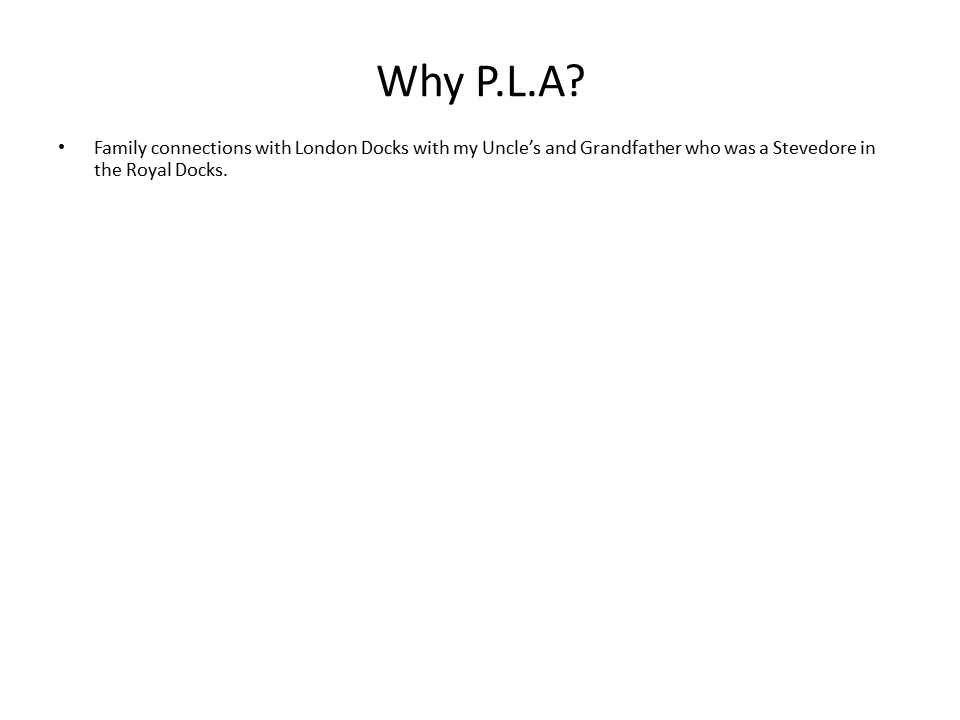 Why P.L.A?
• Family connections with London Docks with my Uncle’s and Grandfather who was a Stevedore in
the Royal Docks.